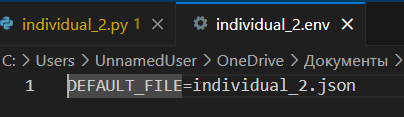 individual_2.py 1 individual_2.env
C: > Users > UnnamedUser > OneDrive > Документы >
1 DEFAULT_FILE=individual_2.json